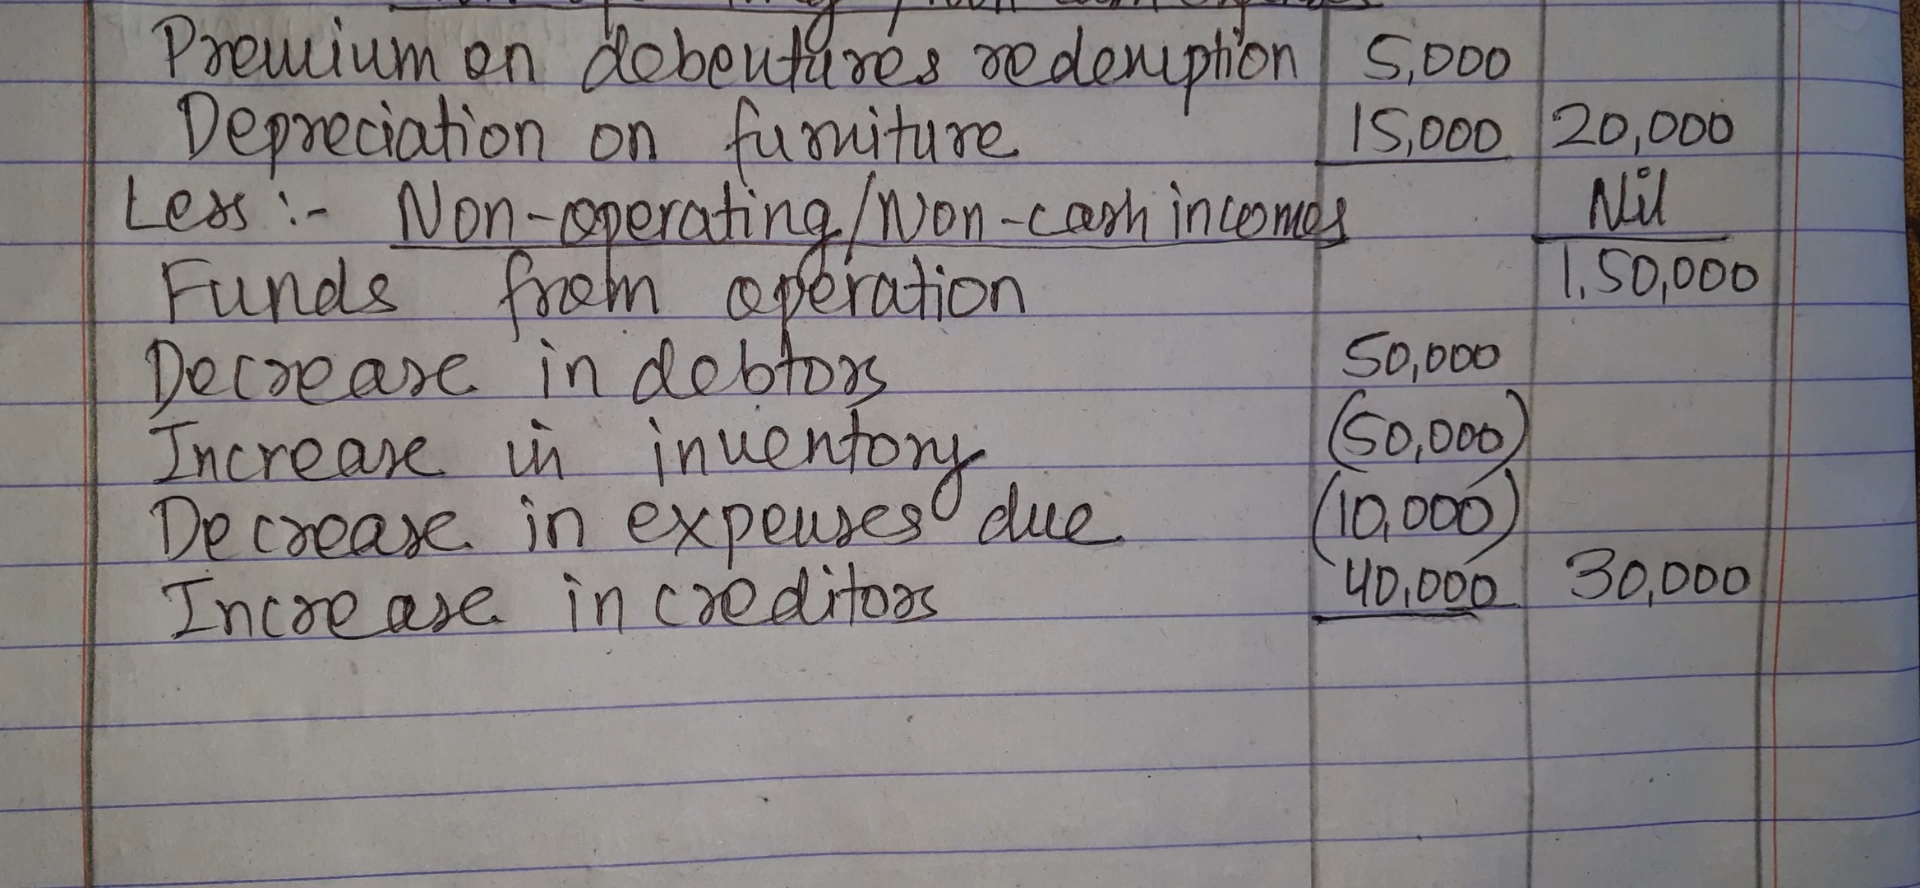 Premium on debentures redemption 5,000
Depreciation on furniture 15,000 20,000
Less :- Non-operating/Non-cash incomes Nil
Funds from operation 1,50,000
Decrease in debtors 50,000
Increase in inventory (50,000)
Decrease in expenses due (10,000)
Increase in creditors 40,000 30,000